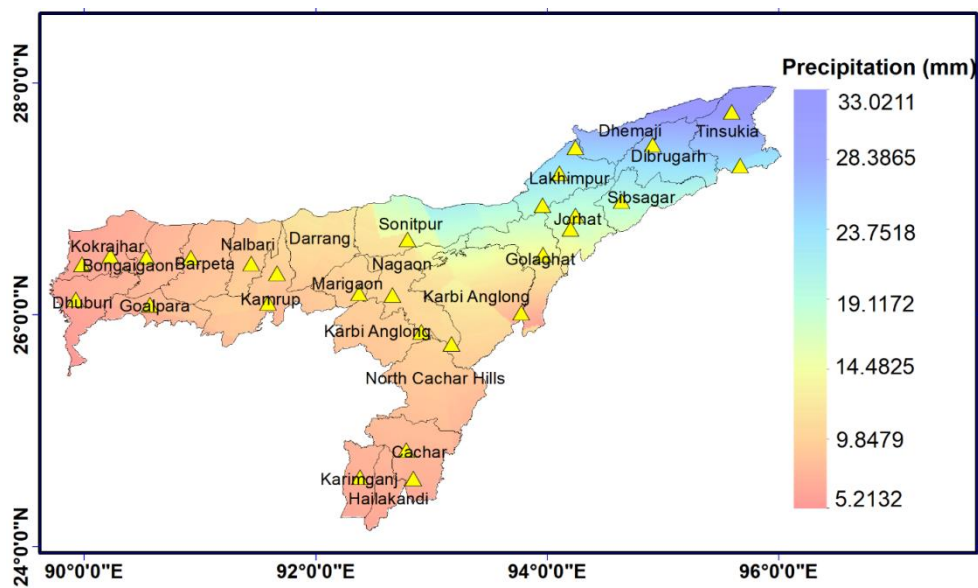 Precipitation (mm)
33.0211
28.3865
23.7518
19.1172
14.4825
9.8479
5.2132
28°0'0"N
26°0'0"N
24°0'0"N
Dhemaji
Tinsukia
Dibrugarh
Lakhimpur
Sibsagar
Jorhat
Sonitpur
Kokrajhar
Nalbari
Darrang
Bongaigaon
Barpeta
Nagaon
Golaghat
Marigaon
Dhuburi
Goalpara
Kamrup
Karbi Anglong
Karbi Anglong
North Cachar Hills
Cachar
Karimganj
Hailakandi
90°0'0"E
92°0'0"E
94°0'0"E
96°0'0"E